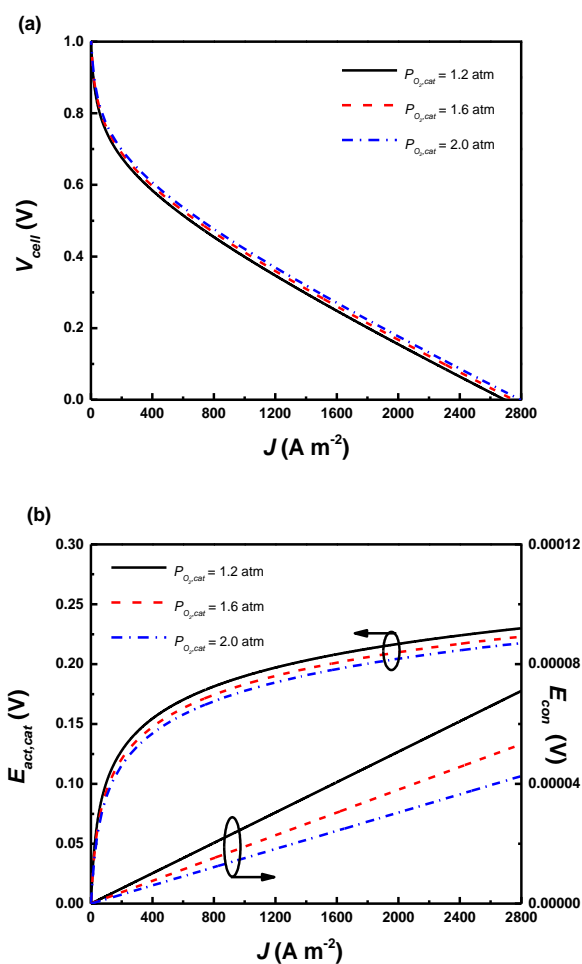 (a)
1.0
0.8
0.6
0.4
0.2
0.0
V_cell (V)
P_O2,cat = 1.2 atm
P_O2,cat = 1.6 atm
P_O2,cat = 2.0 atm
0 400 800 1200 1600 2000 2400 2800
J (A m-2)
(b)
0.30
0.25
0.20
0.15
0.10
0.05
0.00
E_act,cat (V)
P_O2,cat = 1.2 atm
P_O2,cat = 1.6 atm
P_O2,cat = 2.0 atm
0.00012
0.00008
0.00004
0.00000
E_con (V)
0 400 800 1200 1600 2000 2400 2800
J (A m-2)